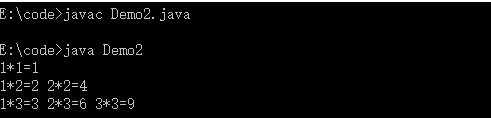 E:\code>javac Demo2.java
E:\code>java Demo2
1*1=1
1*2=2 2*2=4
1*3=3 2*3=6 3*3=9